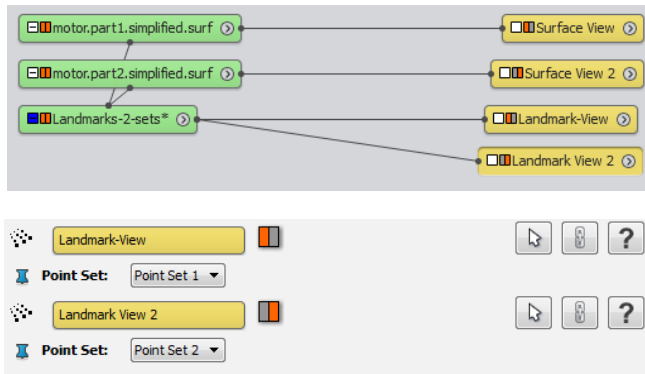 motor.part1.simplified.surf
Surface View
motor.part2.simplified.surf
Surface View 2
Landmarks-2-sets*
Landmark-View
Landmark View 2
Landmark-View
?
Point Set: Point Set 1
Landmark View 2
?
Point Set: Point Set 2